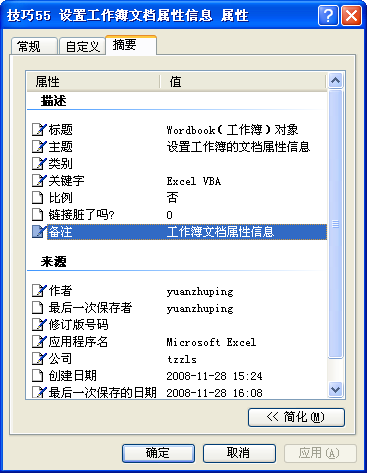 技巧55 设置工作簿文档属性信息 属性
常规 自定义 摘要
属性 值
描述
标题 Wordbook(工作簿)对象
主题 设置工作簿的文档属性信息
类别
关键字 Excel VBA
比例 否
链接脏了吗? 0
备注 工作簿文档属性信息
来源
作者 yuanzhuping
最后一次保存者 yuanzhuping
修订版号码
应用程序名 Microsoft Excel
公司 tzzls
创建日期 2008-11-28 15:24
最后一次保存的日期 2008-11-28 16:08
<< 简化(M)
确定 取消 应用(A)